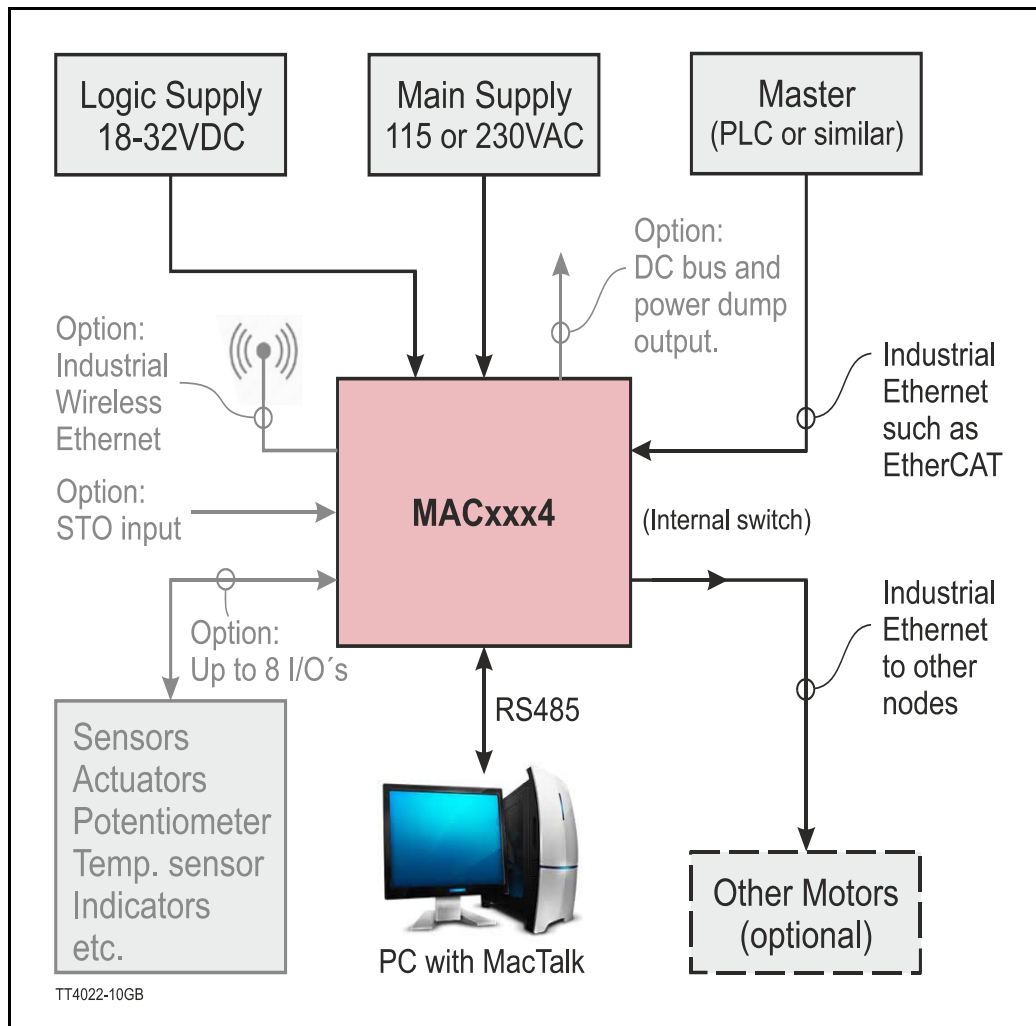 Logic Supply
18-32VDC
Main Supply
115 or 230VAC
Master
(PLC or similar)
Option:
DC bus and
power dump
output.
Option:
Industrial
Wireless
Ethernet
Industrial
Ethernet
such as
EtherCAT
Option:
STO input
MACxxx4
(Internal switch)
Option:
Up to 8 I/O´s
Industrial
Ethernet
to other
nodes
RS485
Sensors
Actuators
Potentiometer
Temp. sensor
Indicators
etc.
PC with MacTalk
Other Motors
(optional)
TT4022-10GB